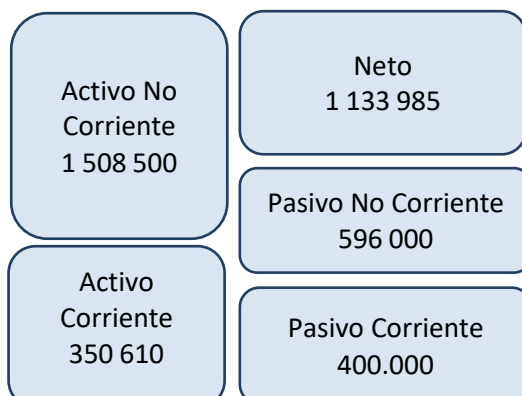 Activo No
Corriente
1 508 500
Activo
Corriente
350 610
Neto
1 133 985
Pasivo No Corriente
596 000
Pasivo Corriente
400.000